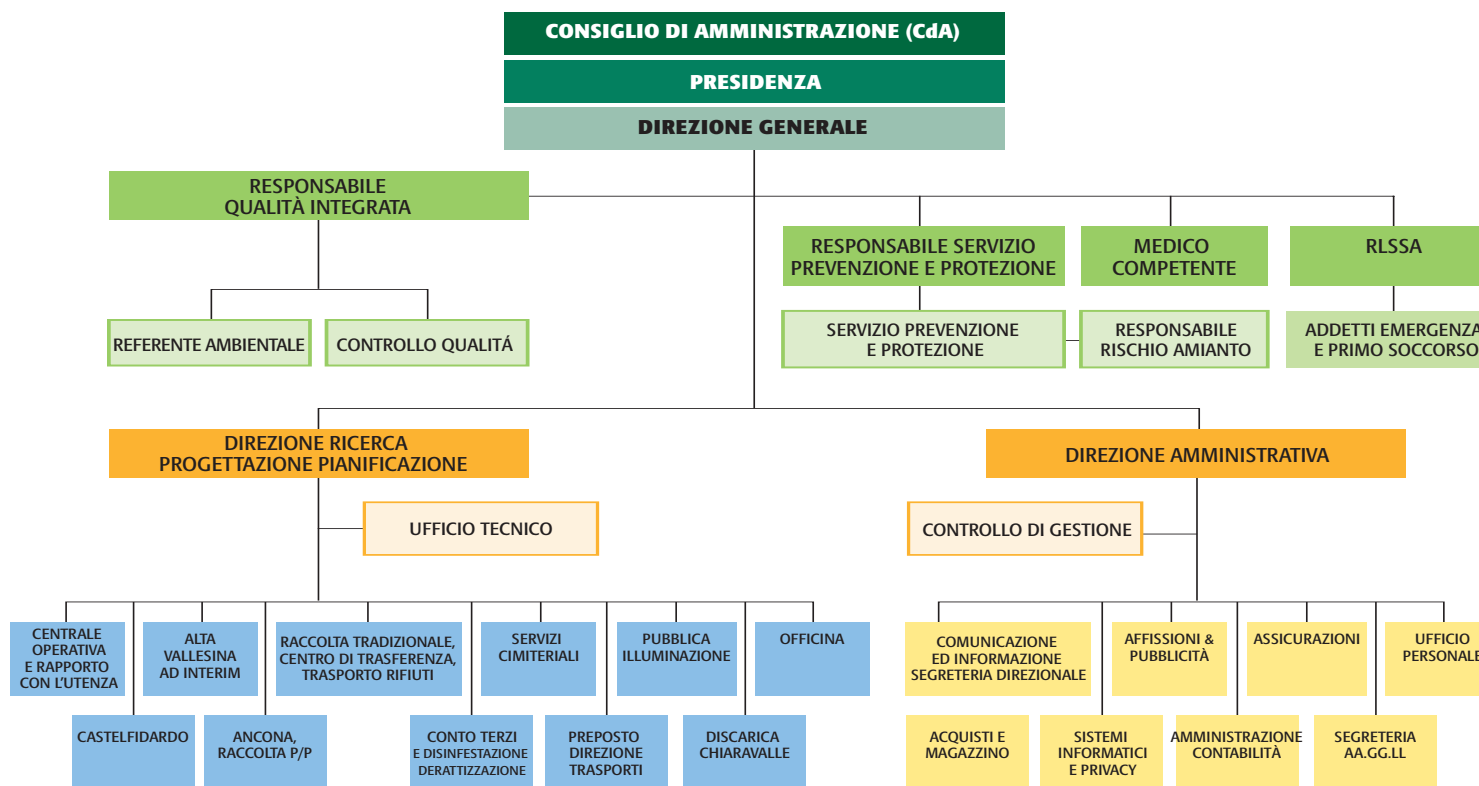 CONSIGLIO DI AMMINISTRAZIONE (CdA)
PRESIDENZA
DIREZIONE GENERALE
RESPONSABILE
QUALITÀ INTEGRATA
RESPONSABILE SERVIZIO
PREVENZIONE E PROTEZIONE
MEDICO
COMPETENTE
RLSSA
REFERENTE AMBIENTALE
CONTROLLO QUALITÁ
SERVIZIO PREVENZIONE
E PROTEZIONE
RESPONSABILE
RISCHIO AMIANTO
ADDETTI EMERGENZA
E PRIMO SOCCORSO
DIREZIONE RICERCA
PROGETTAZIONE PIANIFICAZIONE
DIREZIONE AMMINISTRATIVA
UFFICIO TECNICO
CONTROLLO DI GESTIONE
CENTRALE
OPERATIVA
E RAPPORTO
CON L'UTENZA
ALTA
VALLESINA
AD INTERIM
RACCOLTA TRADIZIONALE,
CENTRO DI TRASFERENZA,
TRASPORTO RIFIUTI
SERVIZI
CIMITERIALI
PUBBLICA
ILLUMINAZIONE
OFFICINA
COMUNICAZIONE
ED INFORMAZIONE
SEGRETERIA DIREZIONALE
AFFISSIONI &
PUBBLICITÀ
ASSICURAZIONI
UFFICIO
PERSONALE
CASTELFIDARDO
ANCONA,
RACCOLTA P/P
CONTO TERZI
E DISINFESTAZIONE
DERATTIZZAZIONE
PREPOSTO
DIREZIONE
TRASPORTI
DISCARICA
CHIARAVALLE
ACQUISTI E
MAGAZZINO
SISTEMI
INFORMATICI
E PRIVACY
AMMINISTRAZIONE
CONTABILITÀ
SEGRETERIA
AA.GG.LL